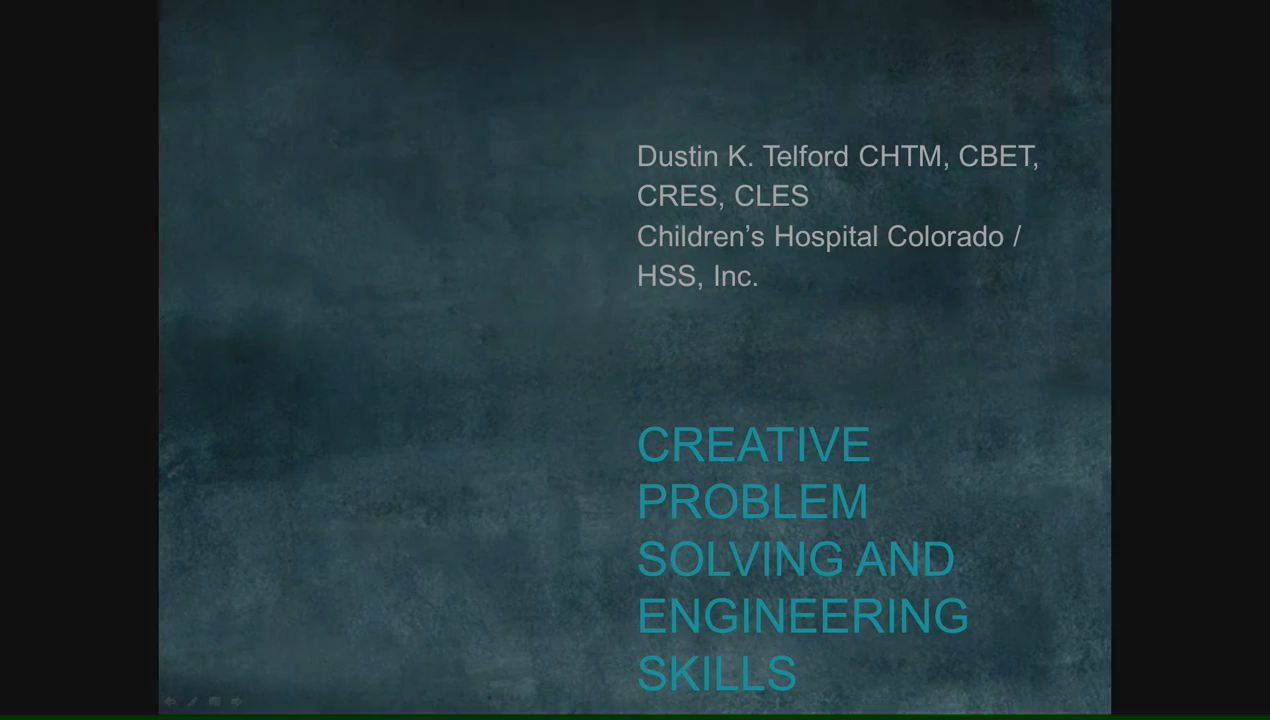 Dustin K. Telford CHTM, CBET,
CRES, CLES
Children’s Hospital Colorado /
HSS, Inc.
CREATIVE
PROBLEM
SOLVING AND
ENGINEERING
SKILLS